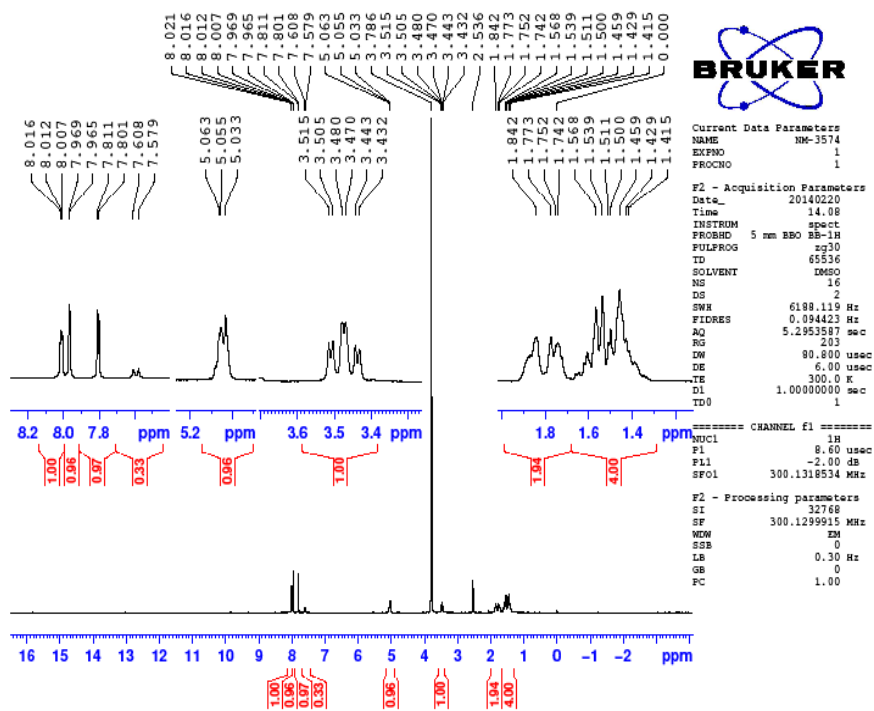 8.021
8.016
8.012
8.007
7.969
7.965
7.811
7.801
7.608
7.579
5.063
5.055
5.033
3.786
3.515
3.505
3.480
3.470
3.443
3.432
2.536
1.842
1.773
1.752
1.742
1.568
1.539
1.511
1.500
1.459
1.429
1.415
0.000
BRUKER
8.016
8.012
8.007
7.969
7.965
7.811
7.801
7.608
7.579
5.063
5.055
5.033
3.515
3.505
3.480
3.470
3.443
3.432
1.842
1.773
1.752
1.742
1.568
1.539
1.511
1.500
1.459
1.429
1.415
Current Data Parameters
NAME NM-3574
EXPNO 1
PROCNO 1
F2 - Acquisition Parameters
Date_ 20140220
Time 14.08
INSTRUM spect
PROBHD 5 mm BBO BB-1H
PULPROG zg30
TD 65536
SOLVENT DMSO
NS 16
DS 2
SWH 6188.119 Hz
FIDRES 0.094423 Hz
AQ 5.2953587 sec
RG 203
DW 80.800 usec
DE 6.00 usec
TE 300.0 K
D1 1.00000000 sec
TD0 1
======== CHANNEL f1 ========
NUC1 1H
P1 8.60 usec
PL1 -2.00 dB
SFO1 300.1318534 MHz
F2 - Processing parameters
SI 32768
SF 300.1299915 MHz
WDW EM
SSB 0
LB 0.30 Hz
GB 0
PC 1.00
8.2 8.0 7.8 ppm
5.2 ppm
3.6 3.5 3.4 ppm
1.8 1.6 1.4 ppm
1.00
0.96
0.97
0.33
0.96
1.00
1.94
4.00
16 15 14 13 12 11 10 9 8 7 6 5 4 3 2 1 0 -1 -2 ppm
1.00
0.96
0.97
0.33
0.96
1.00
1.94
4.00